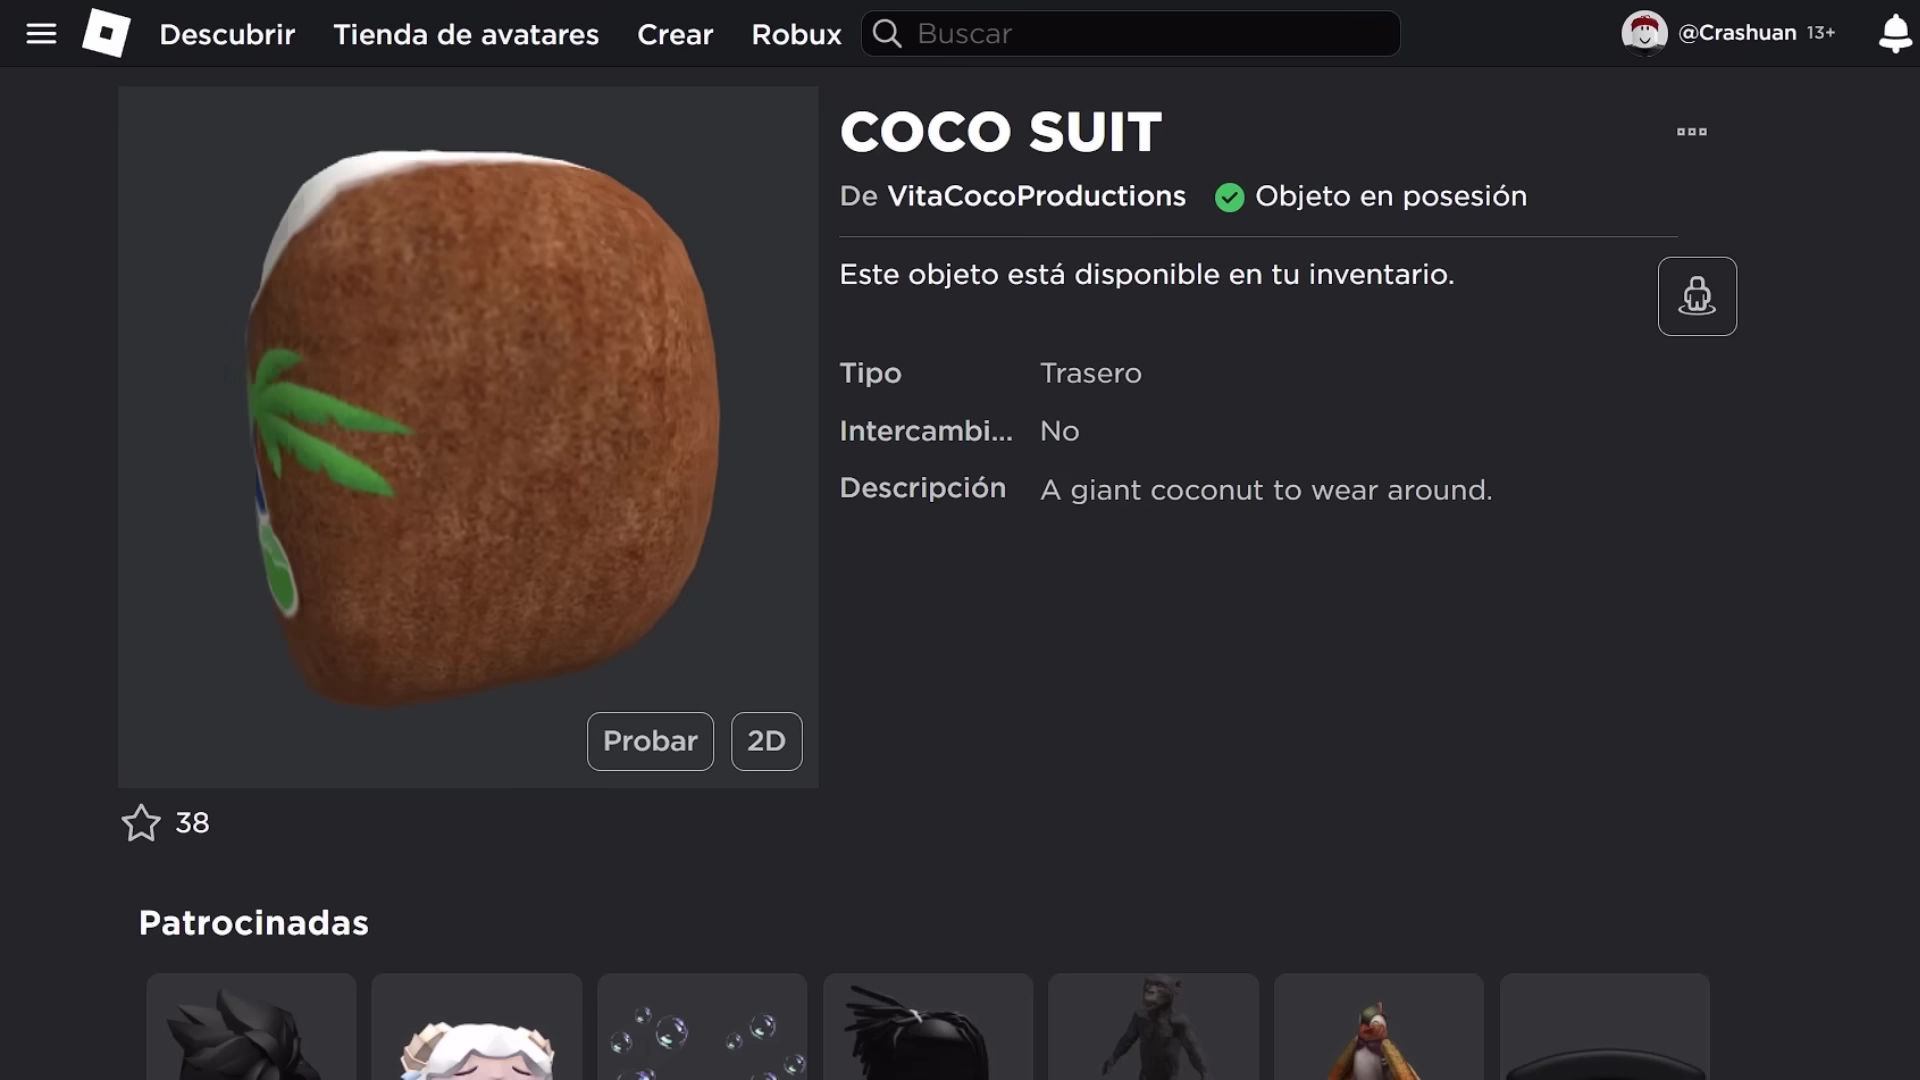 Descubrir
Tienda de avatares
Crear
Robux
Buscar
@Crashuan 13+
COCO SUIT
De VitaCocoProductions
Objeto en posesión
Este objeto está disponible en tu inventario.
Tipo
Trasero
Intercambi...
No
Descripción
A giant coconut to wear around.
Probar
2D
38
Patrocinadas